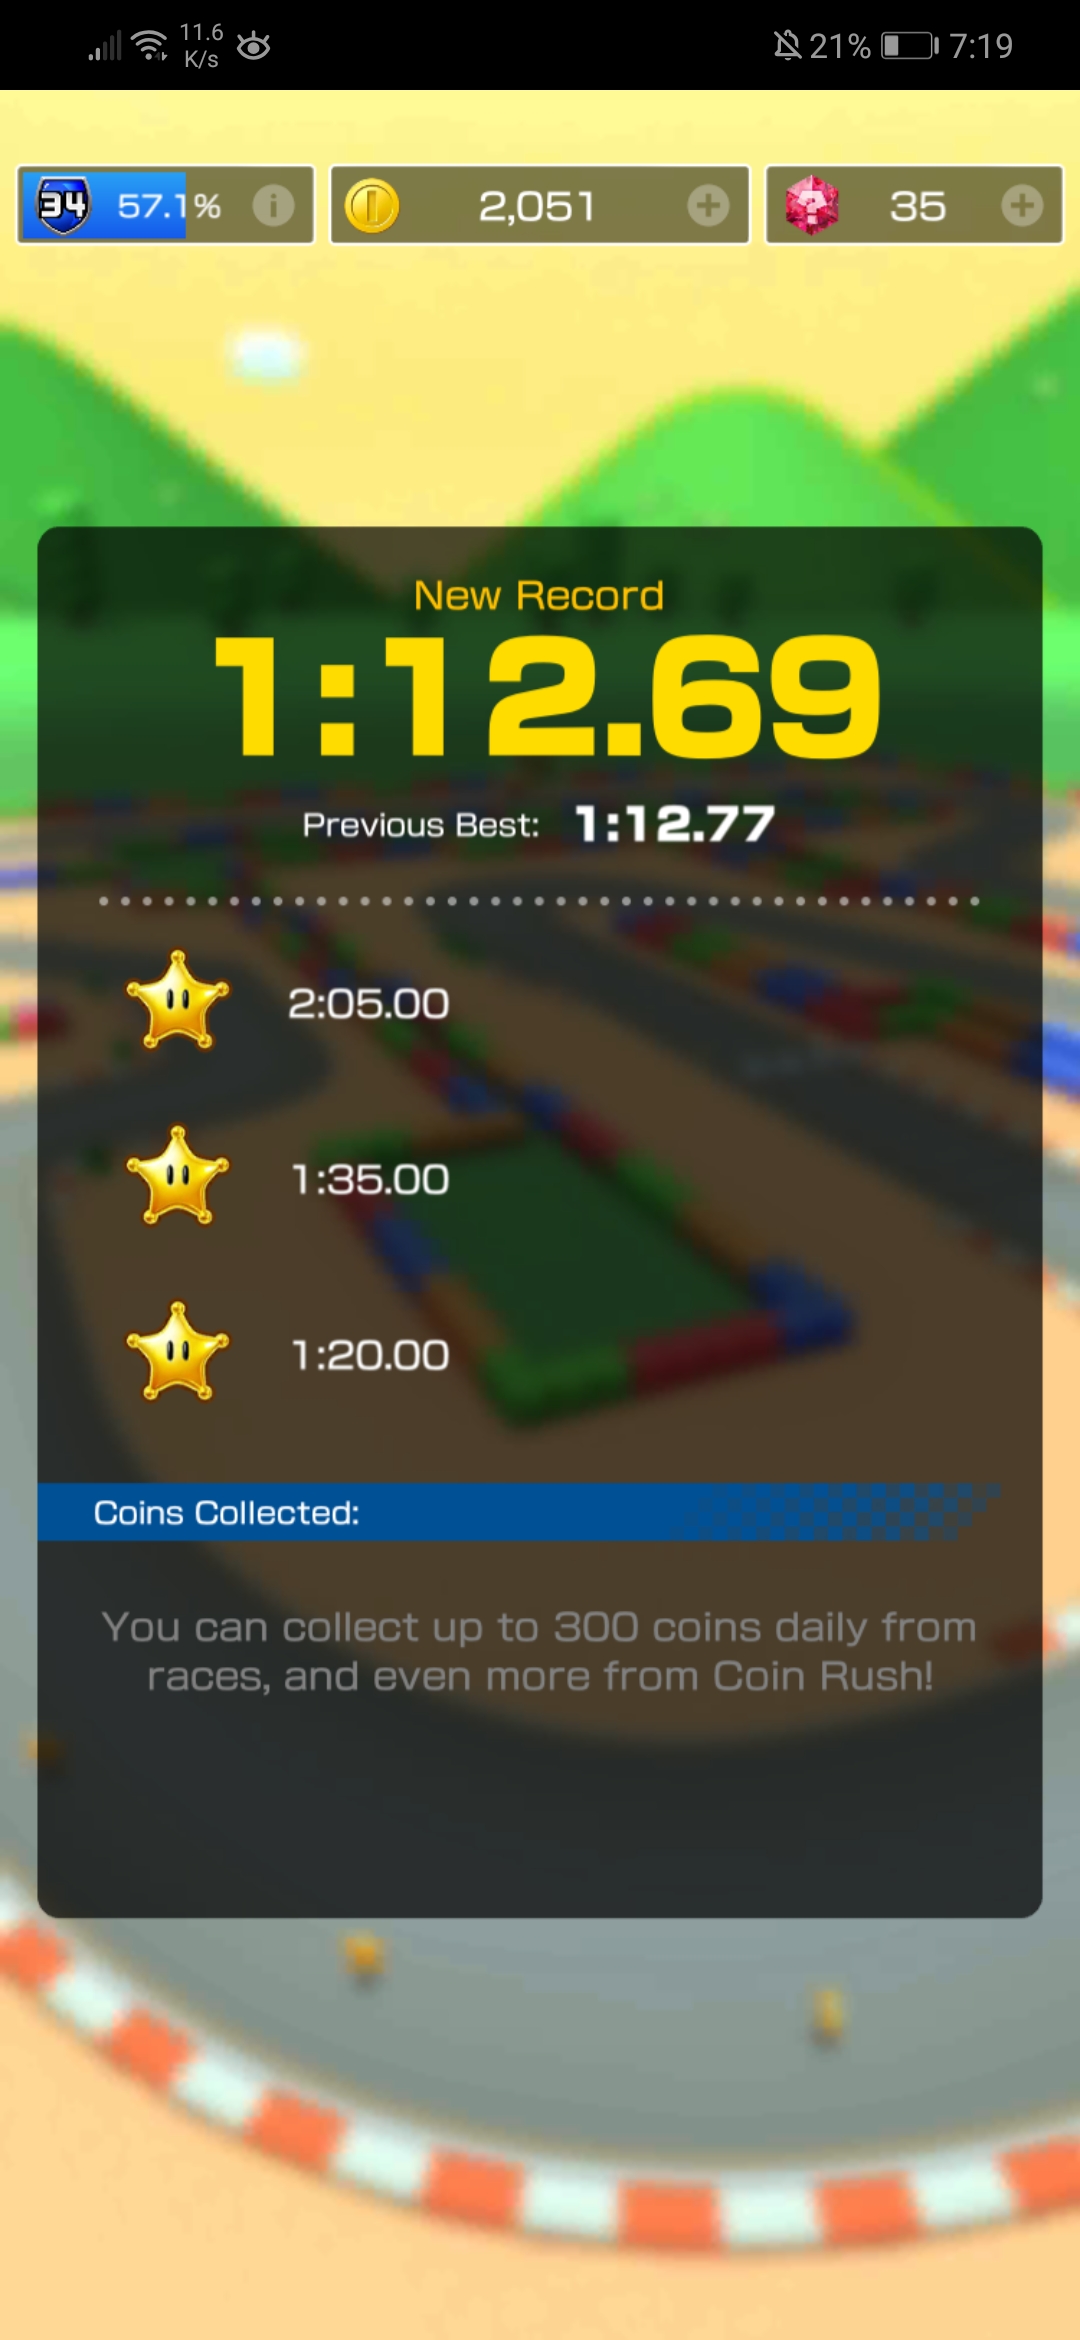 11.6
K/s
21%
7:19
34
57.1%
i
2,051
+
?
35
+
New Record
1:12.69
Previous Best: 1:12.77
2:05.00
1:35.00
1:20.00
Coins Collected:
You can collect up to 300 coins daily from
races, and even more from Coin Rush!